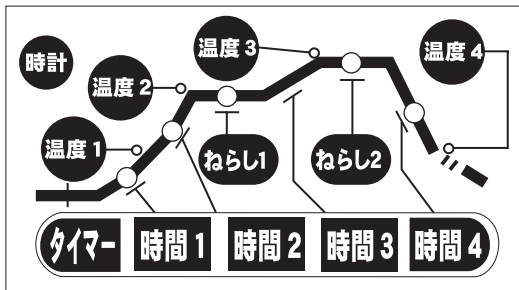 時計
温度1
温度2
温度3
温度4
ねらし1
ねらし2
タイマー
時間1
時間2
時間3
時間4